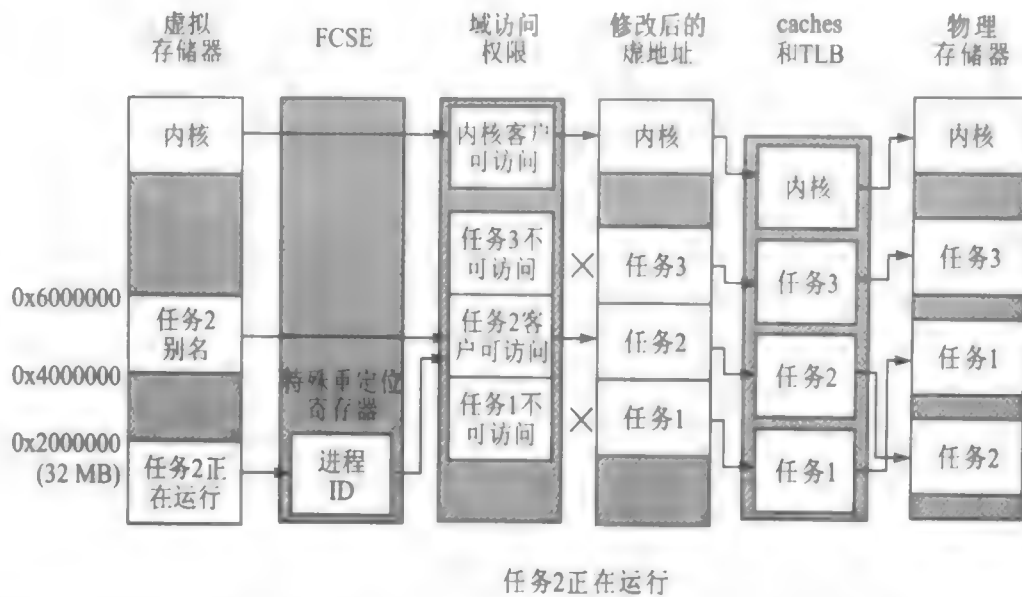 虚拟
存储器
FCSE
域访问
权限
修改后的
虚地址
caches
和TLB
物理
存储器
内核
内核客户
可访问
内核
内核
内核
任务3不
可访问
任务3
任务3
任务3
0x6000000
任务2
别名
任务2客
户可访问
任务2
任务2
任务1
0x4000000
特殊重定位
寄存器
任务1不
可访问
任务1
任务1
任务2
0x2000000
(32 MB)
任务2正
在运行
进程
ID
任务2正在运行